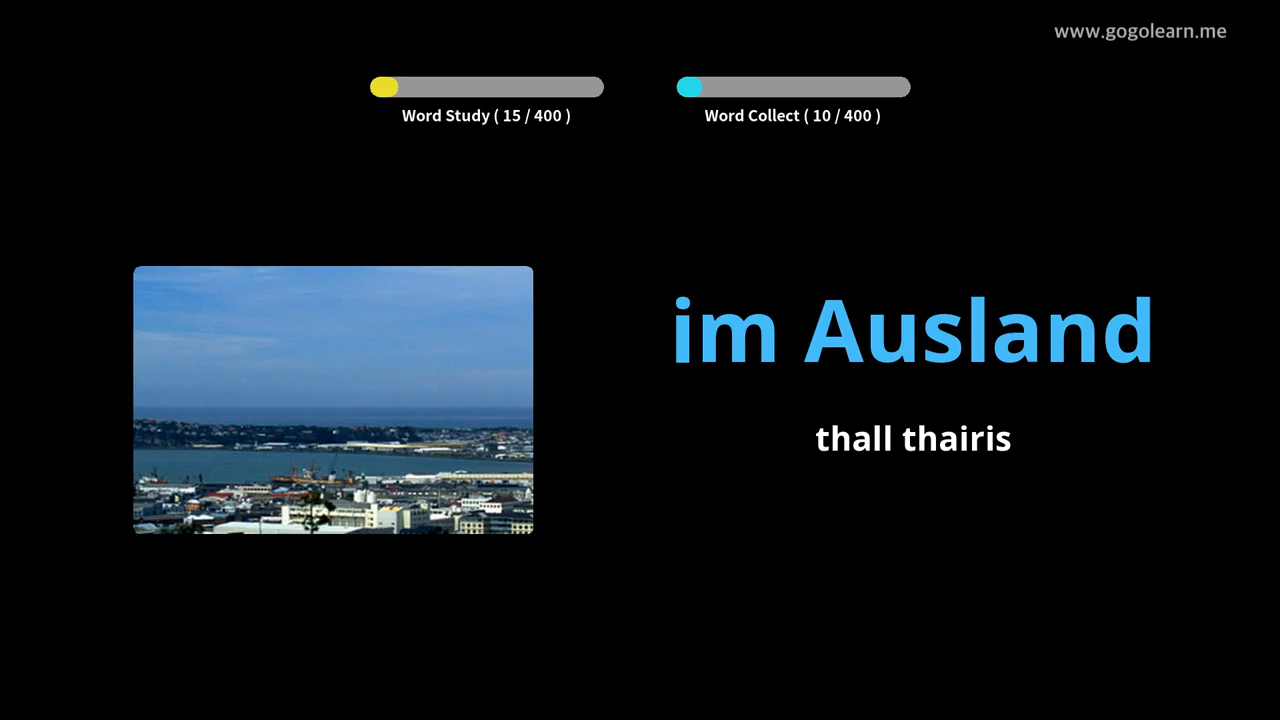 www.gogolearn.me
Word Study ( 15 / 400 )
Word Collect ( 10 / 400 )
im Ausland
thall thairis